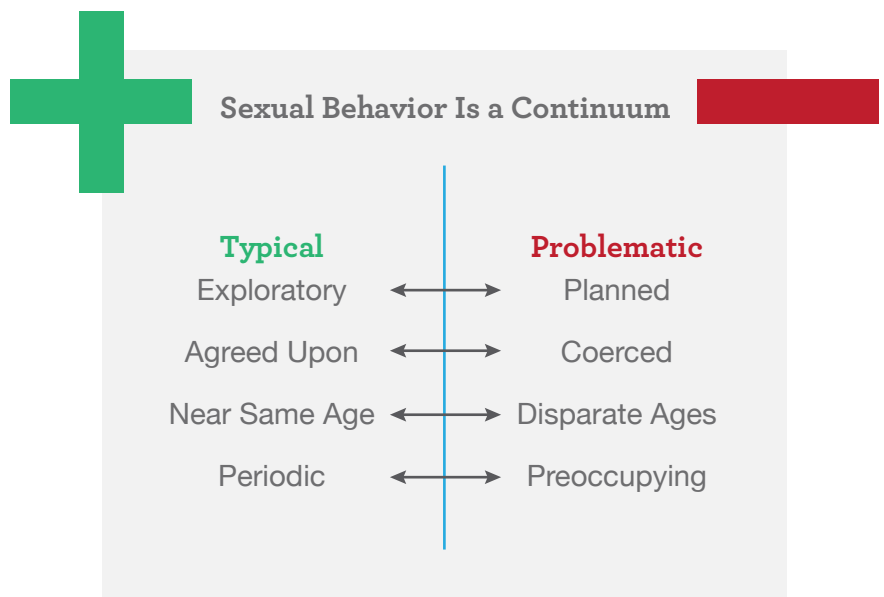 Sexual Behavior Is a Continuum
Typical Problematic
Exploratory Planned
Agreed Upon Coerced
Near Same Age Disparate Ages
Periodic Preoccupying